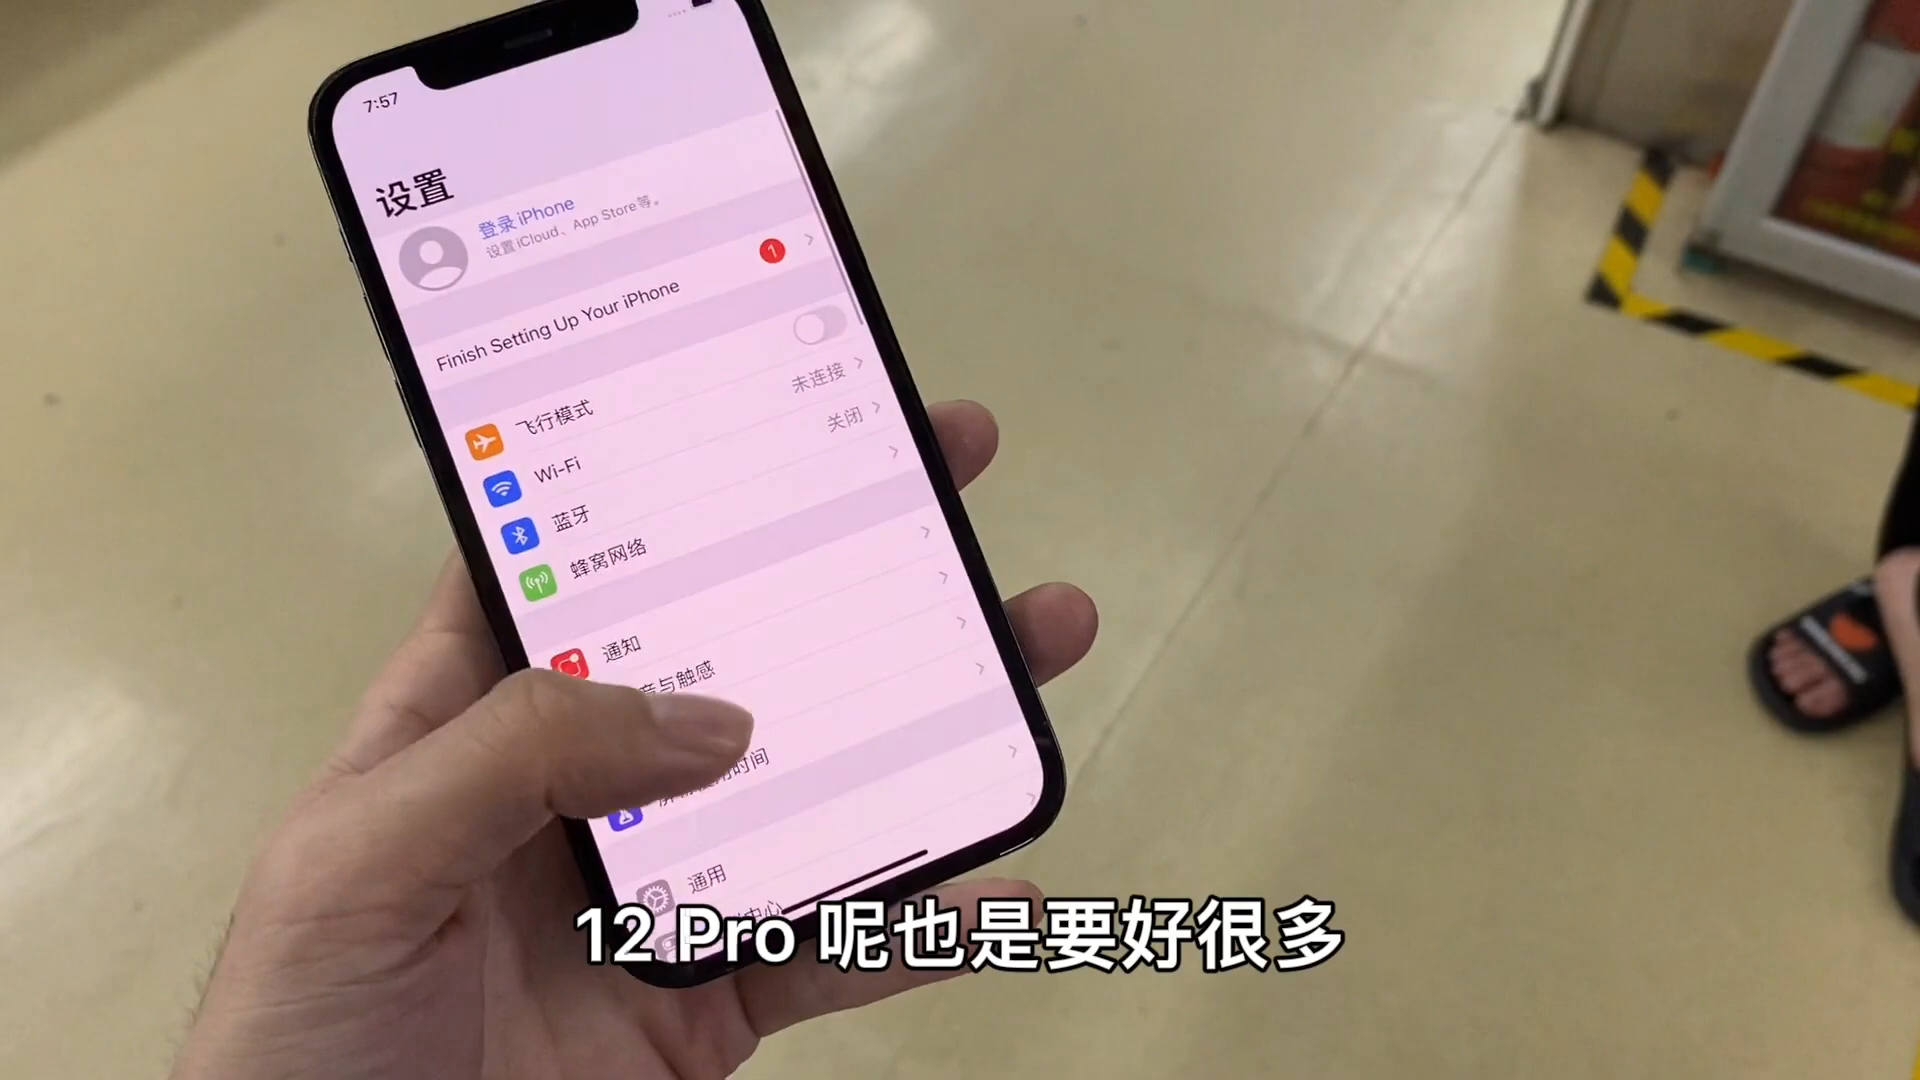 7:57
设置
登录 iPhone
设置 iCloud、App Store 等。
Finish Setting Up Your iPhone
1
飞行模式
Wi-Fi
未连接
蓝牙
关闭
蜂窝网络
通知
音与触感
时间
通用
中心
12 Pro 呢也是要好很多